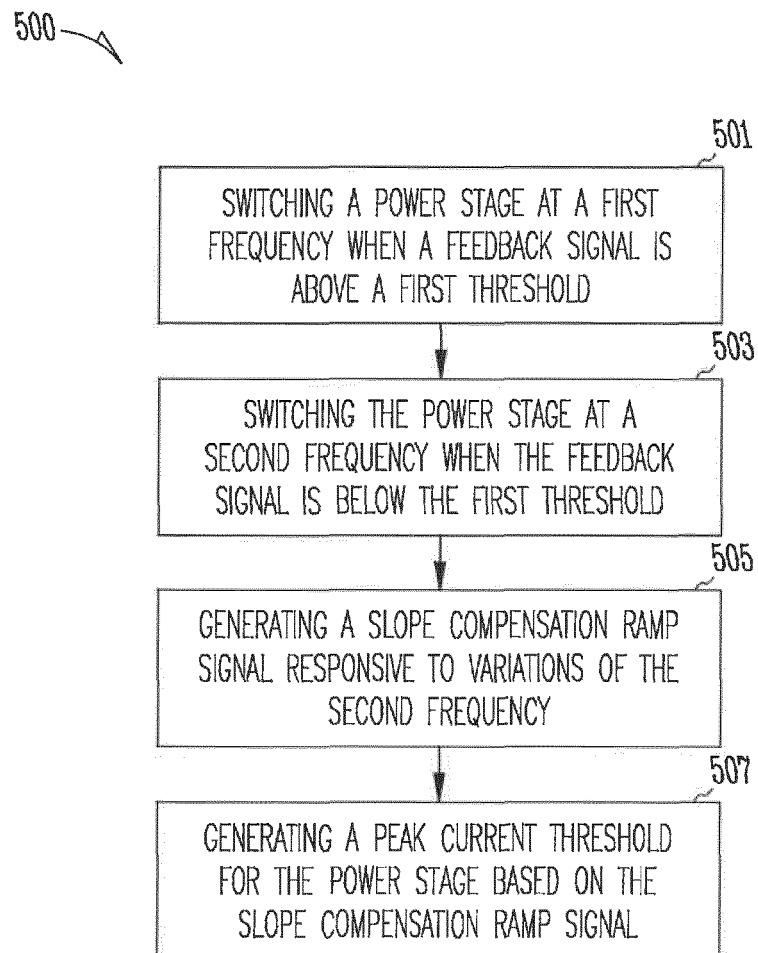 500
501
SWITCHING A POWER STAGE AT A FIRST
FREQUENCY WHEN A FEEDBACK SIGNAL IS
ABOVE A FIRST THRESHOLD
503
SWITCHING THE POWER STAGE AT A
SECOND FREQUENCY WHEN THE FEEDBACK
SIGNAL IS BELOW THE FIRST THRESHOLD
505
GENERATING A SLOPE COMPENSATION RAMP
SIGNAL RESPONSIVE TO VARIATIONS OF THE
SECOND FREQUENCY
507
GENERATING A PEAK CURRENT THRESHOLD
FOR THE POWER STAGE BASED ON THE
SLOPE COMPENSATION RAMP SIGNAL